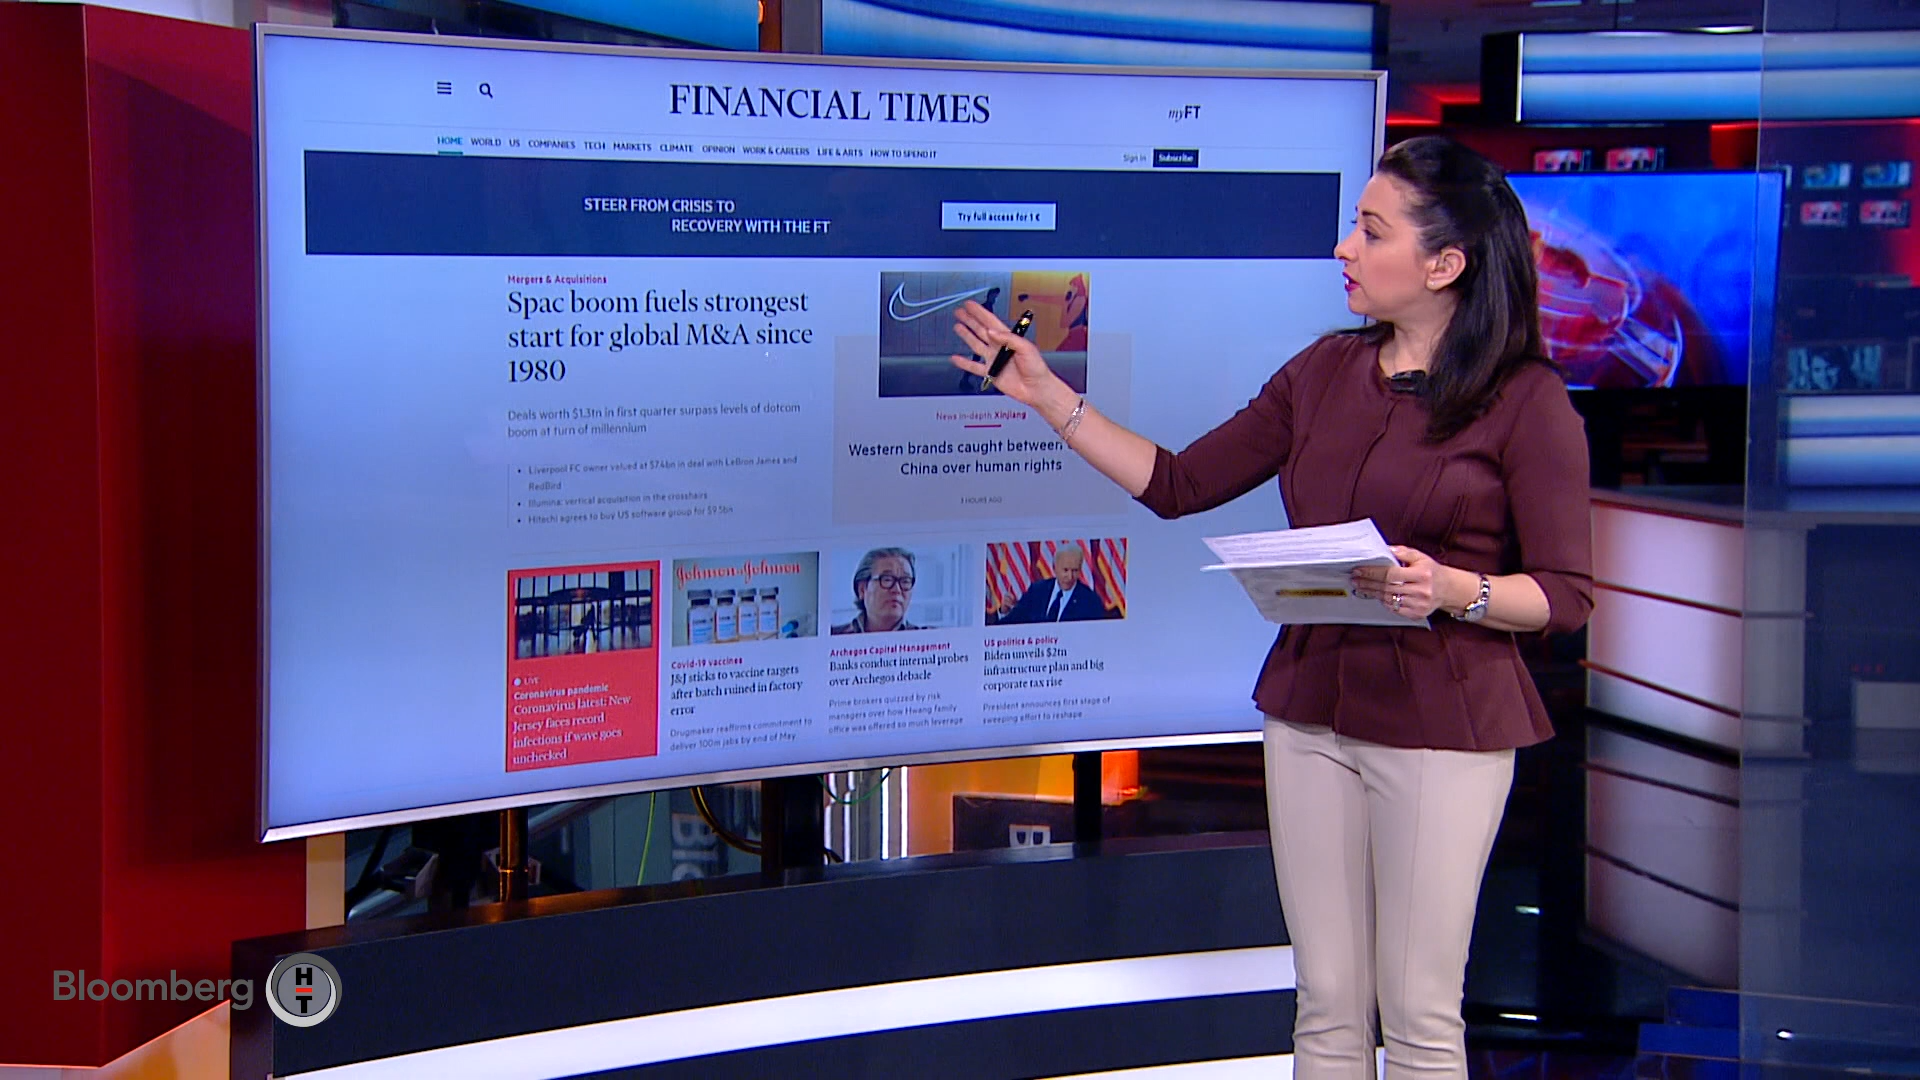 FINANCIAL TIMES
myFT
HOME WORLD US COMPANIES TECH MARKETS CLIMATE OPINION WORK & CAREERS LIFE & ARTS HOW TO SPEND IT
Sign In Subscribe
STEER FROM CRISIS TO
RECOVERY WITH THE FT
Try full access for 1 €
Mergers & Acquisitions
Spac boom fuels strongest
start for global M&A since
1980
Deals worth $1.3tn in first quarter surpass levels of dotcom
boom at turn of millennium
Liverpool FC owner valued at $7.4bn in deal with LeBron James and
RedBird
Illumina: vertical acquisition in the crosshairs
Hitachi agrees to buy US software group for $9.5bn
News in-depth Xinjiang
Western brands caught between
China over human rights
3 HOURS AGO
LIVE
Coronavirus pandemic
Coronavirus latest: New
Jersey faces record
infections if wave goes
unchecked
Johnson & Johnson
Covid-19 vaccines
J&J sticks to vaccine targets
after batch ruined in factory
error
Drugmaker reaffirms commitment to
deliver 100m jabs by end of May
Archegos Capital Management
Banks conduct internal probes
over Archegos debacle
Prime brokers quizzed by risk
managers over how Hwang family
office was offered so much leverage
US politics & policy
Biden unveils $2tn
infrastructure plan and big
corporate tax rise
President announces first stage of
sweeping effort to reshape
Bloomberg HT